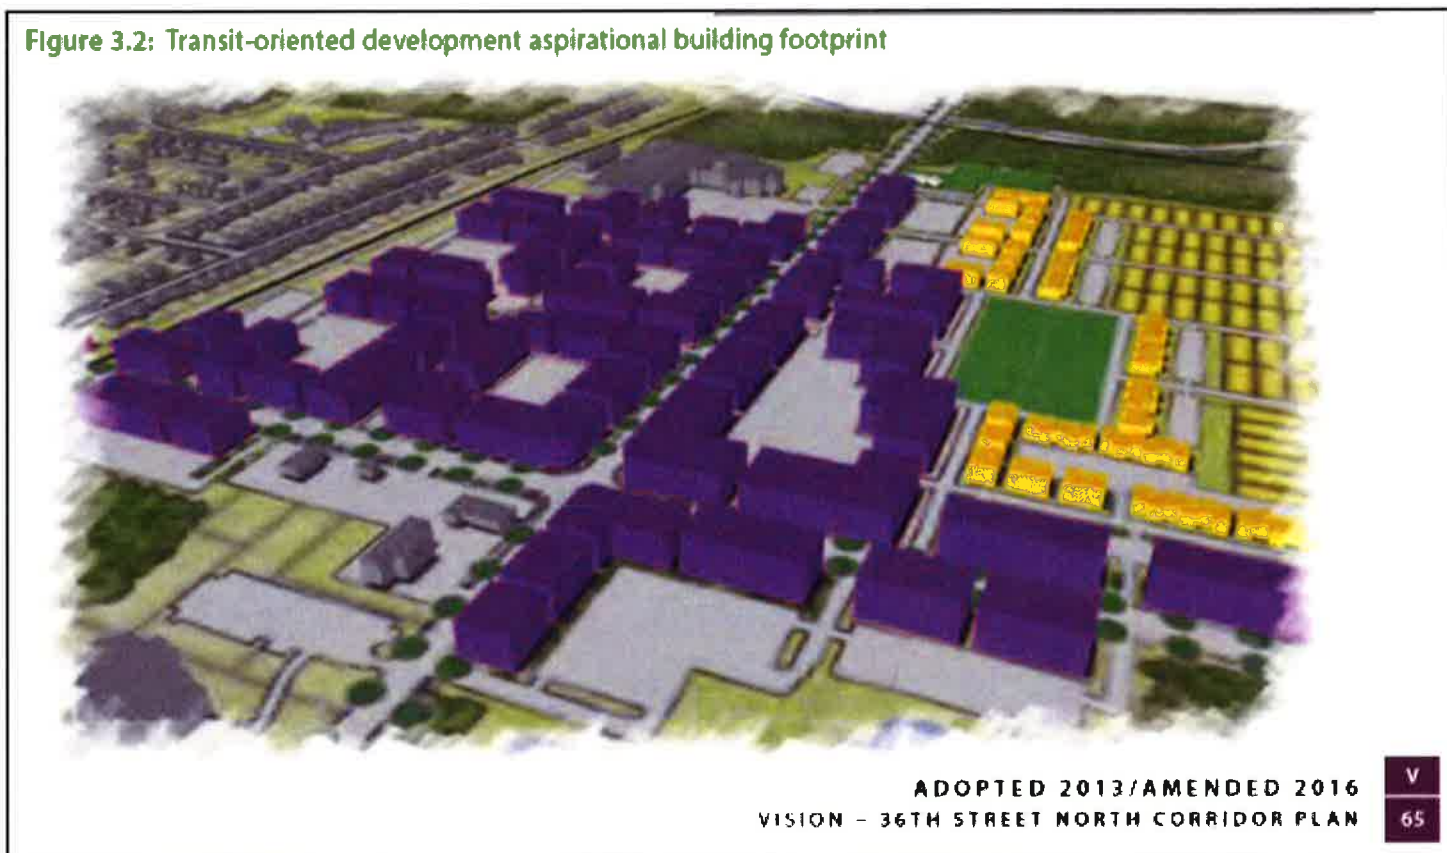 Figure 3.2: Transit-oriented development aspirational building footprint
ADOPTED 2013/AMENDED 2016
VISION – 36TH STREET NORTH CORRIDOR PLAN
V
65